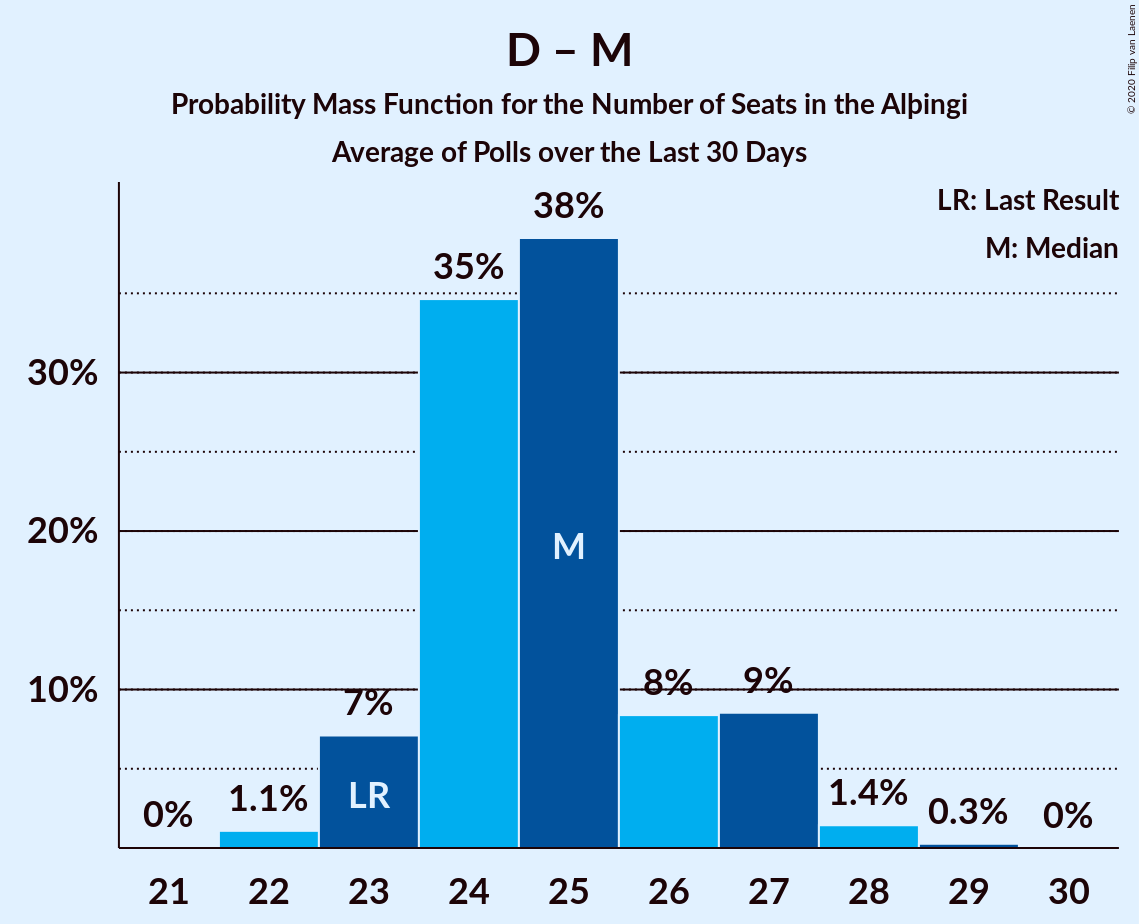 D – M
Probability Mass Function for the Number of Seats in the Alþingi
Average of Polls over the Last 30 Days
© 2020 Filip van Laenen
LR: Last Result
M: Median
38%
35%
30%
M
20%
10%
7%
8%
9%
LR
0%
1.1%
1.4%
0.3%
0%
21 22 23 24 25 26 27 28 29 30